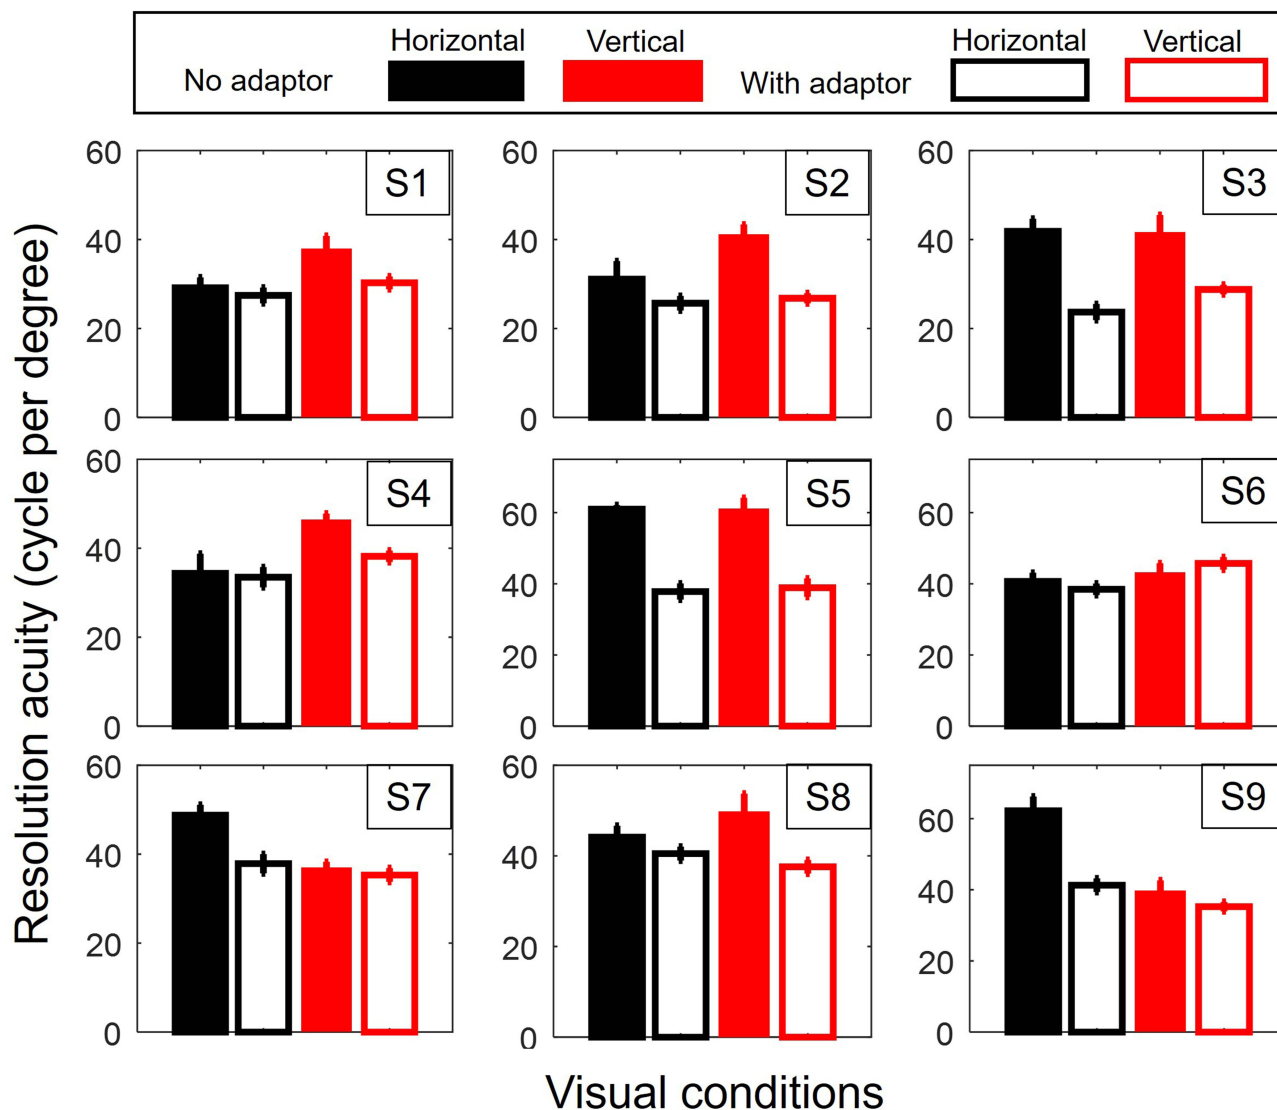 Horizontal Vertical Horizontal Vertical
No adaptor With adaptor
60 60 60
S1 S2 S3
40 40 40
20 20 20
0 0 0
60
S4 S5 S6
60 60
40 40 40
20 20 20
0 0 0
60 60
S7 S8 S9
60
40 40 40
20 20 20
0 0 0
Resolution acuity (cycle per degree)
Visual conditions